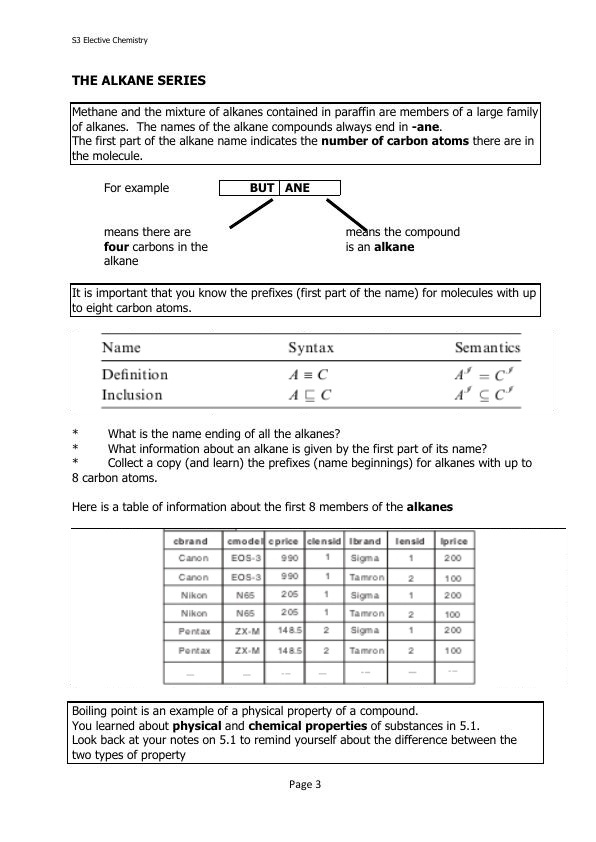 S3 Elective Chemistry
THE ALKANE SERIES
Methane and the mixture of alkanes contained in paraffin are members of a large family
of alkanes. The names of the alkane compounds always end in -ane.
The first part of the alkane name indicates the number of carbon atoms there are in
the molecule.
For example BUT ANE
means there are
four carbons in the
alkane
means the compound
is an alkane
It is important that you know the prefixes (first part of the name) for molecules with up
to eight carbon atoms.
Name Syntax Semantics
Definition A ≡ C A^𝓘 = C^𝓘
Inclusion A ⊑ C A^𝓘 ⊆ C^𝓘
* What is the name ending of all the alkanes?
* What information about an alkane is given by the first part of its name?
* Collect a copy (and learn) the prefixes (name beginnings) for alkanes with up to
8 carbon atoms.
Here is a table of information about the first 8 members of the alkanes
cbrand cmodel cprice clensid lbrand lensid lprice
Canon EOS-3 990 1 Sigma 1 200
Canon EOS-3 990 1 Tamron 2 100
Nikon N65 205 1 Sigma 1 200
Nikon N65 205 1 Tamron 2 100
Pentax ZX-M 148.5 2 Sigma 1 200
Pentax ZX-M 148.5 2 Tamron 2 100
... ... ... ... ... ... ...
Boiling point is an example of a physical property of a compound.
You learned about physical and chemical properties of substances in 5.1.
Look back at your notes on 5.1 to remind yourself about the difference between the
two types of property
Page 3